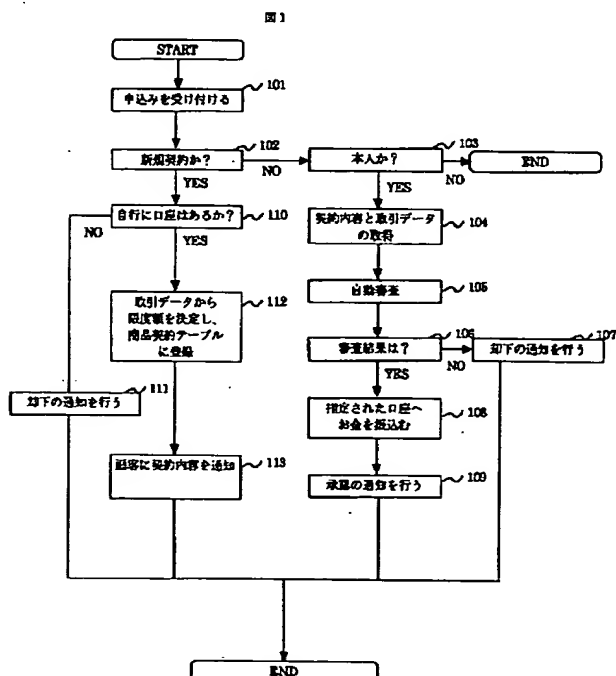 図1
START
101
申込みを受け付ける
102
新規契約か?
NO
YES
103
本人か?
NO
END
YES
110
自行に口座はあるか?
NO
YES
104
契約内容と取引データ
の取得
105
自動審査
112
取引データから
限度額を決定し、
商品契約テーブル
に登録
106
審査結果は?
NO
YES
107
却下の通知を行う
111
却下の通知を行う
108
指定された口座へ
お金を振込む
113
顧客に契約内容を通知
109
承認の通知を行う
END